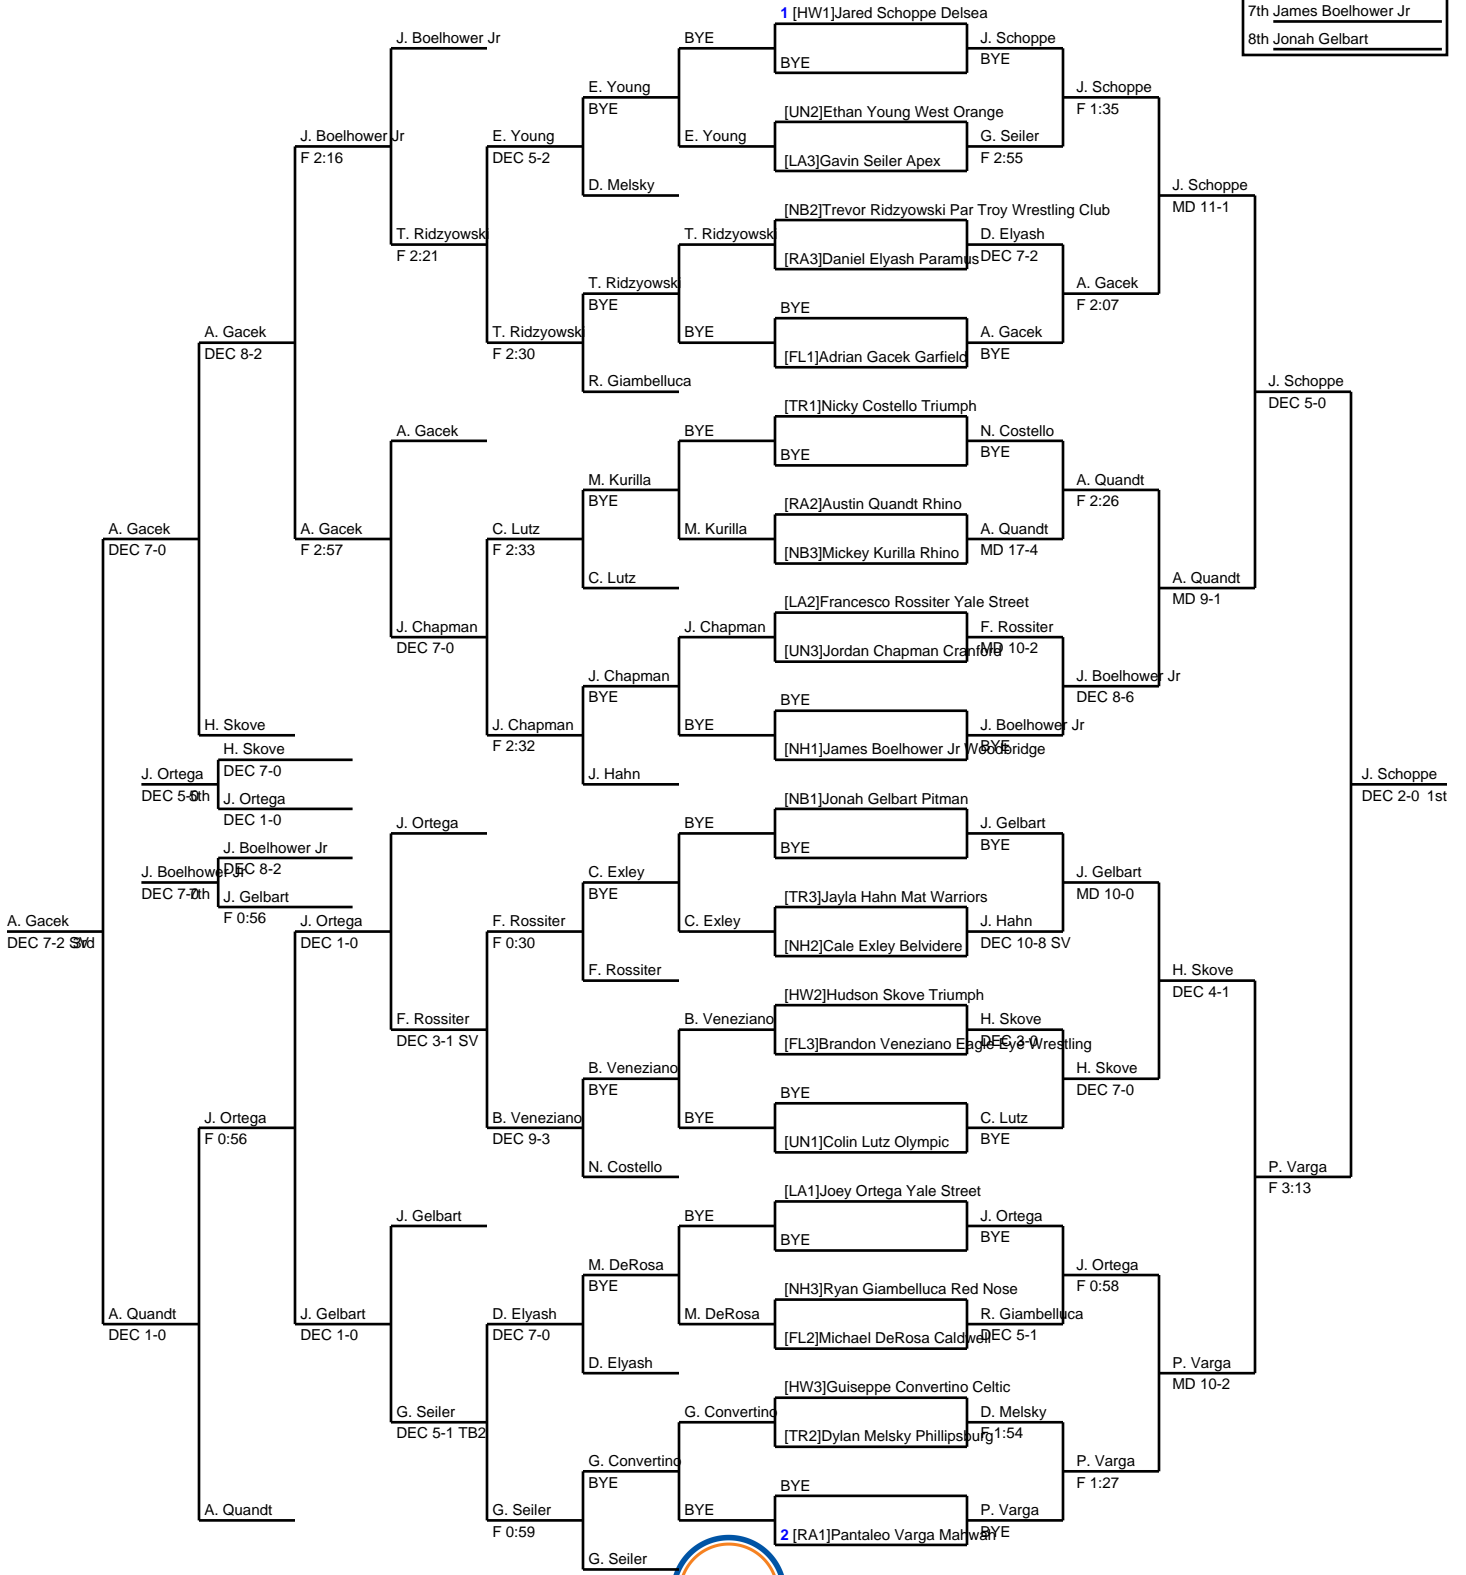 7th James Boelhower Jr
8th Jonah Gelbart
1 [HW1]Jared Schoppe Delsea
BYE
J. Schoppe
BYE
[UN2]Ethan Young West Orange
[LA3]Gavin Seiler Apex
G. Seiler
F 2:55
[NB2]Trevor Ridzyowski Par Troy Wrestling Club
[RA3]Daniel Elyash Paramus
D. Elyash
DEC 7-2
BYE
[FL1]Adrian Gacek Garfield
A. Gacek
BYE
[TR1]Nicky Costello Triumph
BYE
N. Costello
BYE
[RA2]Austin Quandt Rhino
[NB3]Mickey Kurilla Rhino
A. Quandt
MD 17-4
[LA2]Francesco Rossiter Yale Street
[UN3]Jordan Chapman Cranford
F. Rossiter
MD 10-2
BYE
[NH1]James Boelhower Jr Woodbridge
J. Boelhower Jr
BYE
[NB1]Jonah Gelbart Pitman
BYE
J. Gelbart
BYE
[TR3]Jayla Hahn Mat Warriors
[NH2]Cale Exley Belvidere
J. Hahn
DEC 10-8 SV
[HW2]Hudson Skove Triumph
[FL3]Brandon Veneziano Eagle Eye Wrestling
H. Skove
DEC 3-0
BYE
[UN1]Colin Lutz Olympic
C. Lutz
BYE
[LA1]Joey Ortega Yale Street
BYE
J. Ortega
BYE
[NH3]Ryan Giambelluca Red Nose
[FL2]Michael DeRosa Caldwell
R. Giambelluca
DEC 5-1
[HW3]Guiseppe Convertino Celtic
[TR2]Dylan Melsky Phillipsburg
D. Melsky
F 1:54
BYE
2 [RA1]Pantaleo Varga Mahwah
P. Varga
BYE
J. Schoppe
F 1:35
A. Gacek
F 2:07
A. Quandt
F 2:26
J. Boelhower Jr
DEC 8-6
J. Gelbart
MD 10-0
H. Skove
DEC 7-0
J. Ortega
F 0:58
P. Varga
F 1:27
J. Schoppe
MD 11-1
A. Quandt
MD 9-1
H. Skove
DEC 4-1
P. Varga
MD 10-2
J. Schoppe
DEC 5-0
P. Varga
F 3:13
J. Schoppe
DEC 2-0 1st
BYE
E. Young
T. Ridzyowski
BYE
BYE
M. Kurilla
J. Chapman
BYE
BYE
C. Exley
B. Veneziano
BYE
BYE
M. DeRosa
G. Convertino
BYE
E. Young
BYE
D. Melsky
T. Ridzyowski
BYE
R. Giambelluca
M. Kurilla
BYE
C. Lutz
J. Chapman
BYE
J. Hahn
C. Exley
BYE
F. Rossiter
B. Veneziano
BYE
N. Costello
M. DeRosa
BYE
D. Elyash
G. Convertino
BYE
G. Seiler
E. Young
DEC 5-2
T. Ridzyowski
F 2:30
C. Lutz
F 2:33
J. Chapman
F 2:32
F. Rossiter
F 0:30
B. Veneziano
DEC 9-3
D. Elyash
DEC 7-0
G. Seiler
F 0:59
J. Boelhower Jr
T. Ridzyowski
F 2:21
A. Gacek
J. Chapman
DEC 7-0
J. Ortega
F. Rossiter
DEC 3-1 SV
J. Gelbart
G. Seiler
DEC 5-1 TB2
J. Boelhower Jr
F 2:16
A. Gacek
F 2:57
J. Ortega
DEC 1-0
J. Gelbart
DEC 1-0
A. Gacek
DEC 8-2
H. Skove
J. Ortega
F 0:56
A. Quandt
A. Gacek
DEC 7-0
A. Quandt
DEC 1-0
A. Gacek
DEC 7-2 SV 3rd
H. Skove
DEC 7-0
J. Ortega
DEC 1-0
J. Ortega
DEC 5-0 5th
J. Boelhower Jr
DEC 8-2
J. Gelbart
F 0:56
J. Boelhower Jr
DEC 7-0 7th